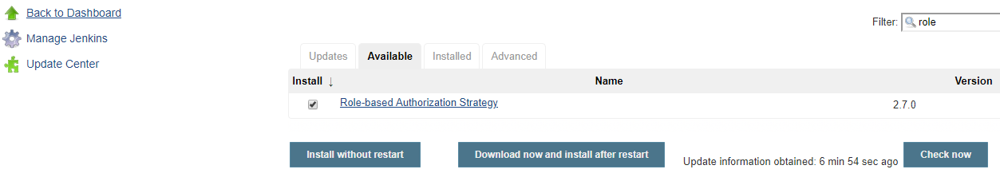 Back to Dashboard
Manage Jenkins
Update Center
Filter: role
Updates Available Installed Advanced
Install ↓ Name Version
Role-based Authorization Strategy 2.7.0
Install without restart Download now and install after restart Update information obtained: 6 min 54 sec ago Check now